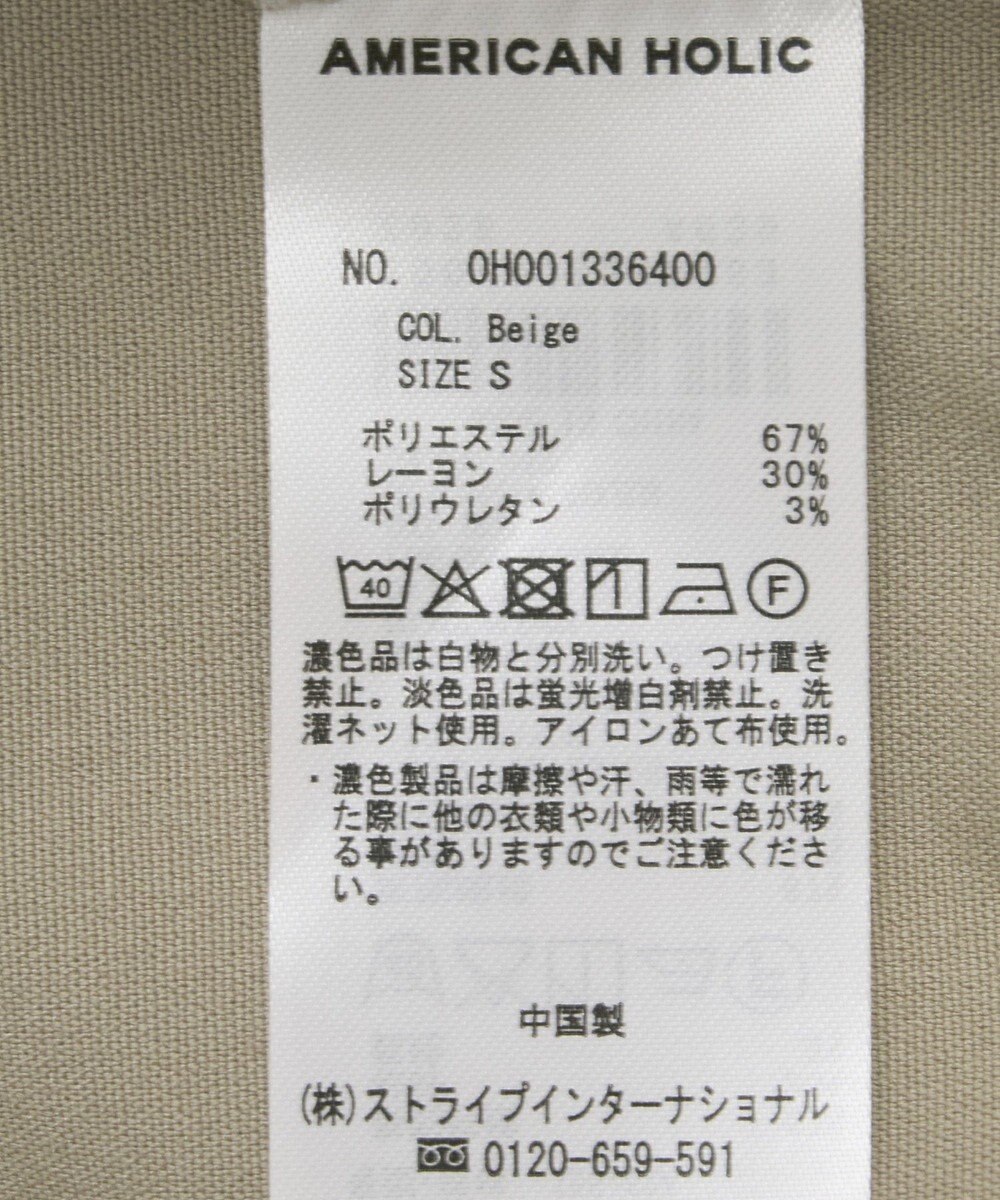 AMERICAN HOLIC
NO. 0H001336400
COL. Beige
SIZE S
ポリエステル 67%
レーヨン 30%
ポリウレタン 3%
40 1 F
濃色品は白物と分別洗い。つけ置き
禁止。淡色品は蛍光増白剤禁止。洗
濯ネット使用。アイロンあて布使用。
・濃色製品は摩擦や汗、雨等で濡れ
た際に他の衣類や小物類に色が移
る事がありますのでご注意くださ
い。
中国製
(株)ストライプインターナショナル
0120-659-591